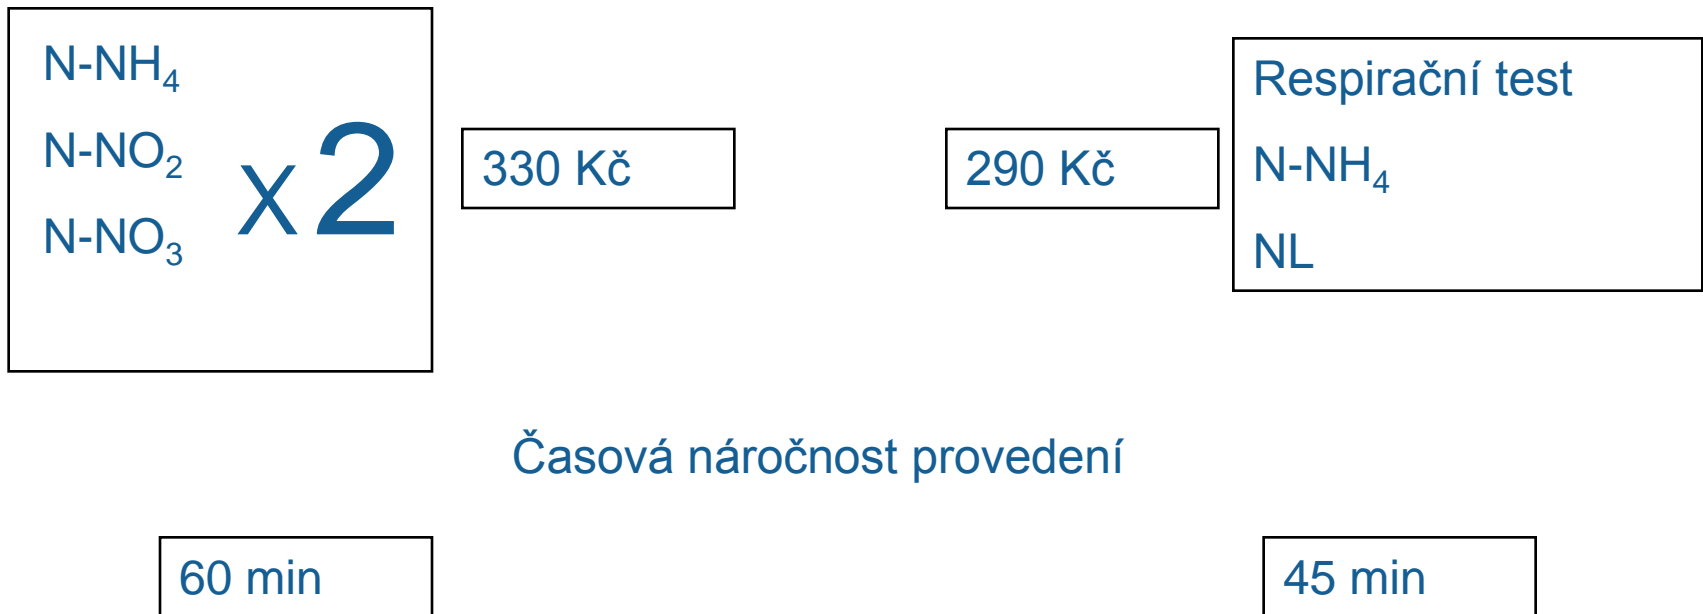 N-NH4
N-NO2
N-NO3
x2
330 Kč
290 Kč
Respirační test
N-NH4
NL
Časová náročnost provedení
60 min
45 min